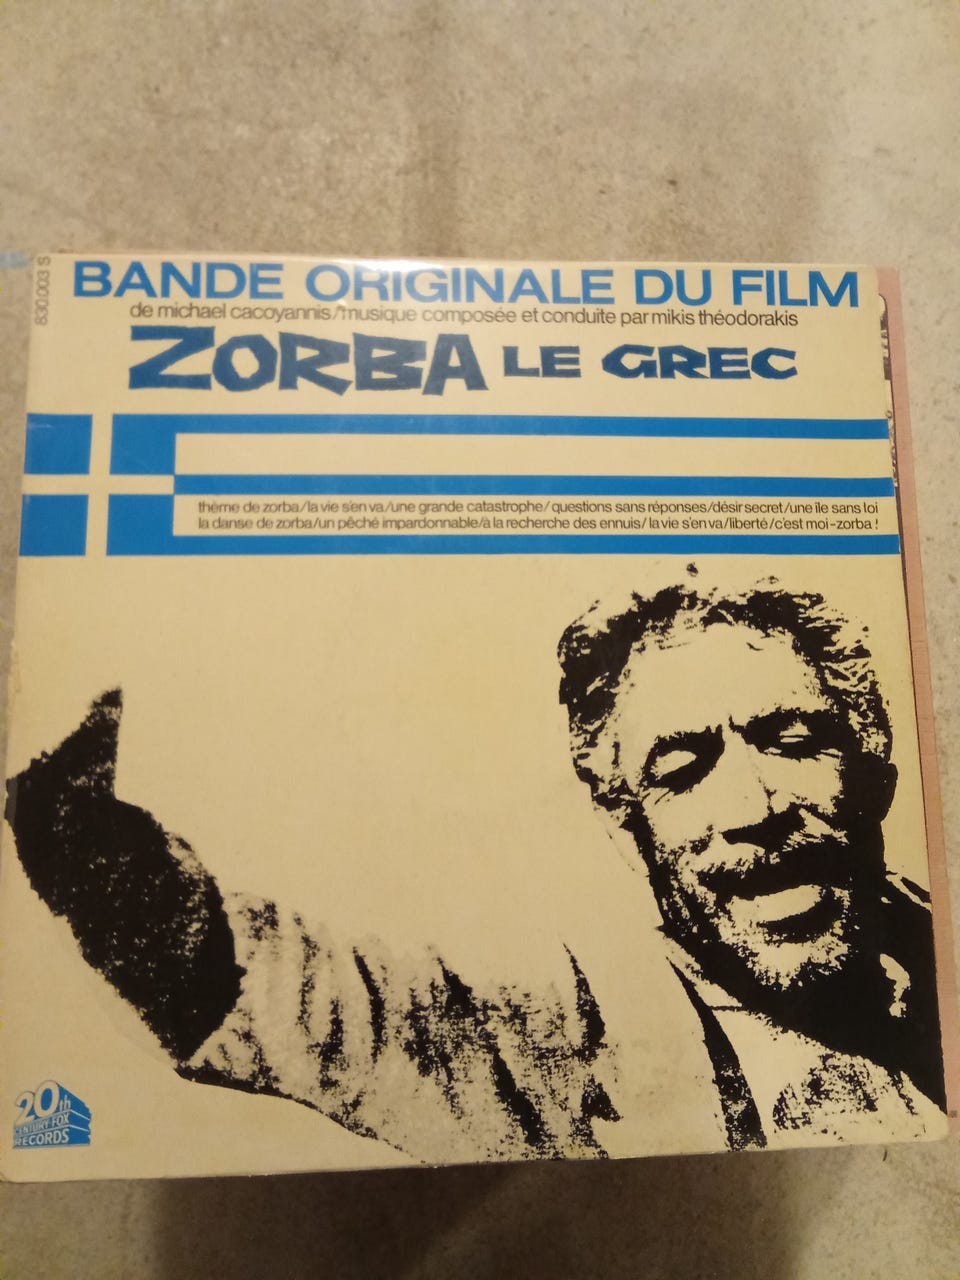 830.003 S
BANDE ORIGINALE DU FILM
de michael cacoyannis/musique composée et conduite par mikis théodorakis
ZORBA LE GREC
thème de zorba/la vie s'en va/une grande catastrophe/questions sans réponses/désir secret/une île sans loi
la danse de zorba/un pêché impardonnable/à la recherche des ennuis/la vie s'en va/liberté/c'est moi-zorba!
20th
CENTURY FOX
RECORDS